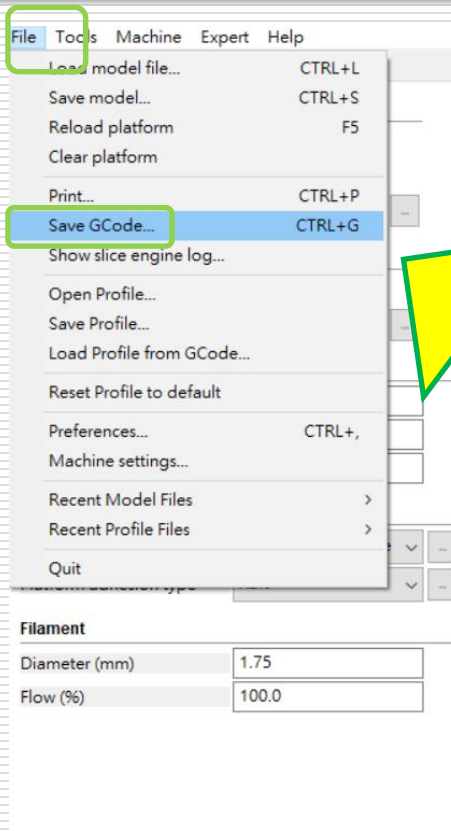 File Tools Machine Expert Help
Load model file... CTRL+L
Save model... CTRL+S
Reload platform F5
Clear platform
Print... CTRL+P
Save GCode... CTRL+G
Show slice engine log...
Open Profile...
Save Profile...
Load Profile from GCode...
Reset Profile to default
Preferences... CTRL+,
Machine settings...
Recent Model Files >
Recent Profile Files >
Quit
Platform adhesion type
Filament
Diameter (mm) 1.75
Flow (%) 100.0